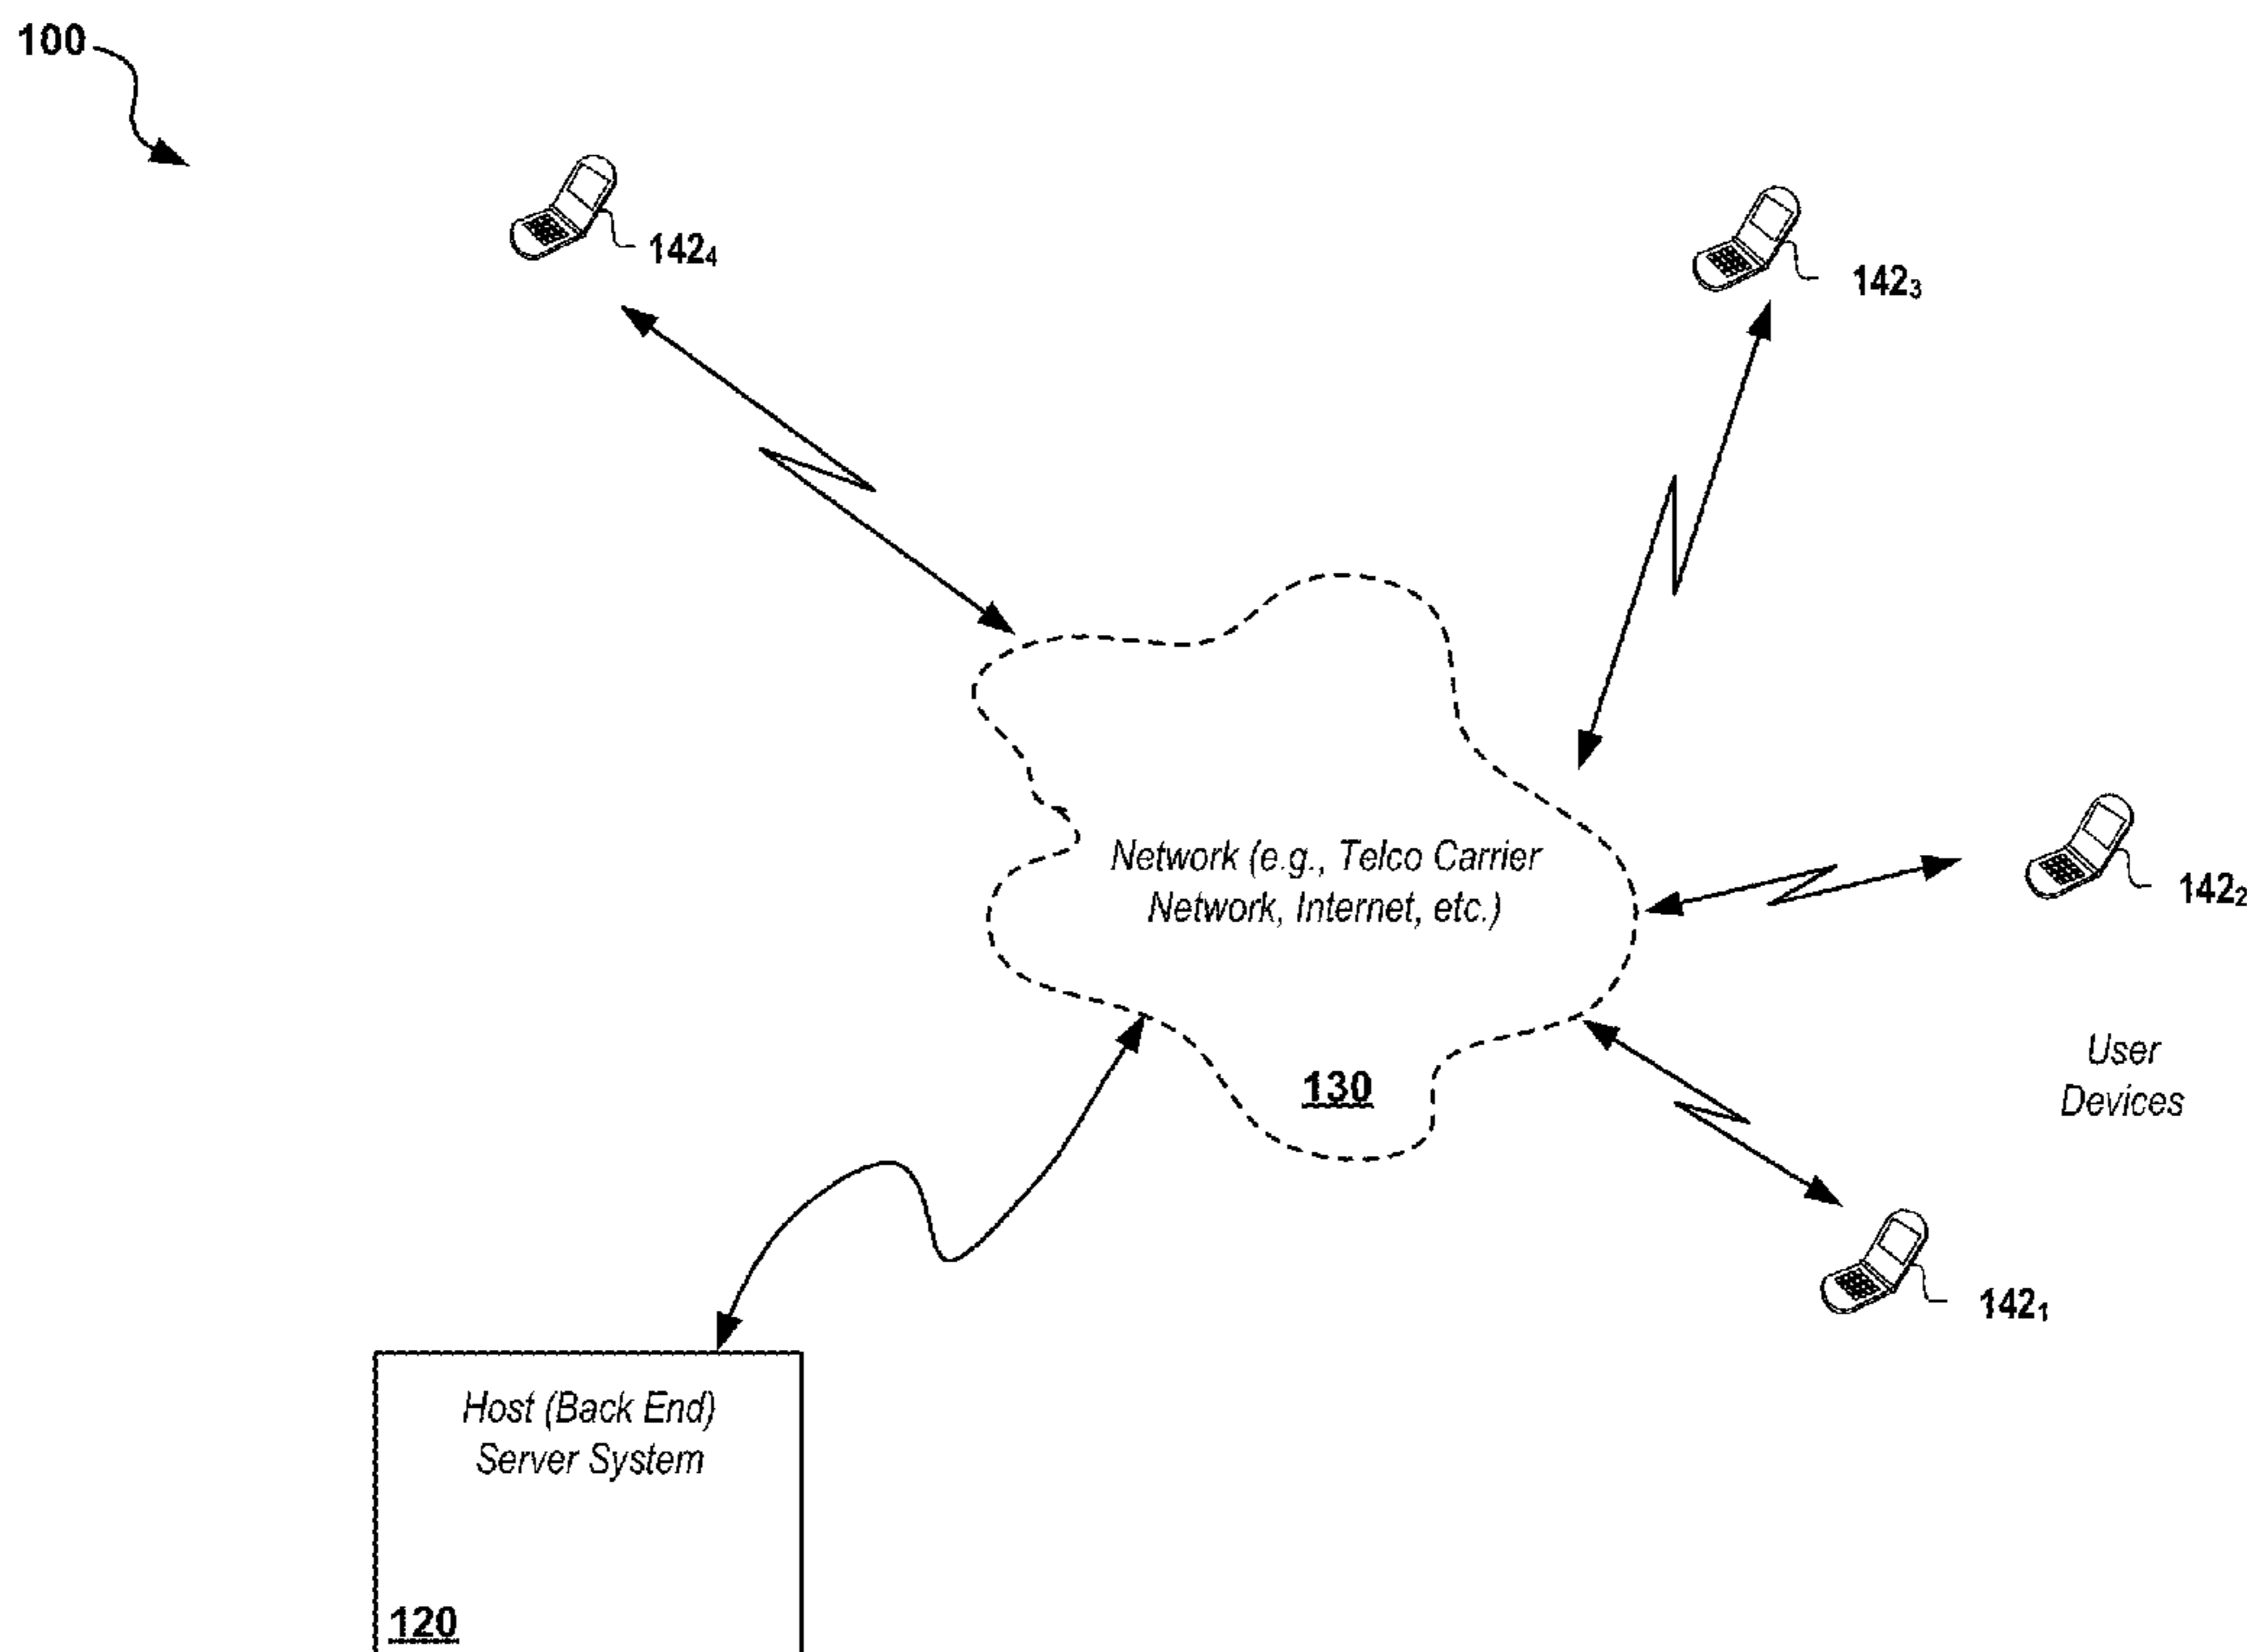 100
142₄
142₃
Network (e.g., Telco Carrier
Network, Internet, etc.)
142₂
User
Devices
130
142₁
Host (Back End)
Server System
120